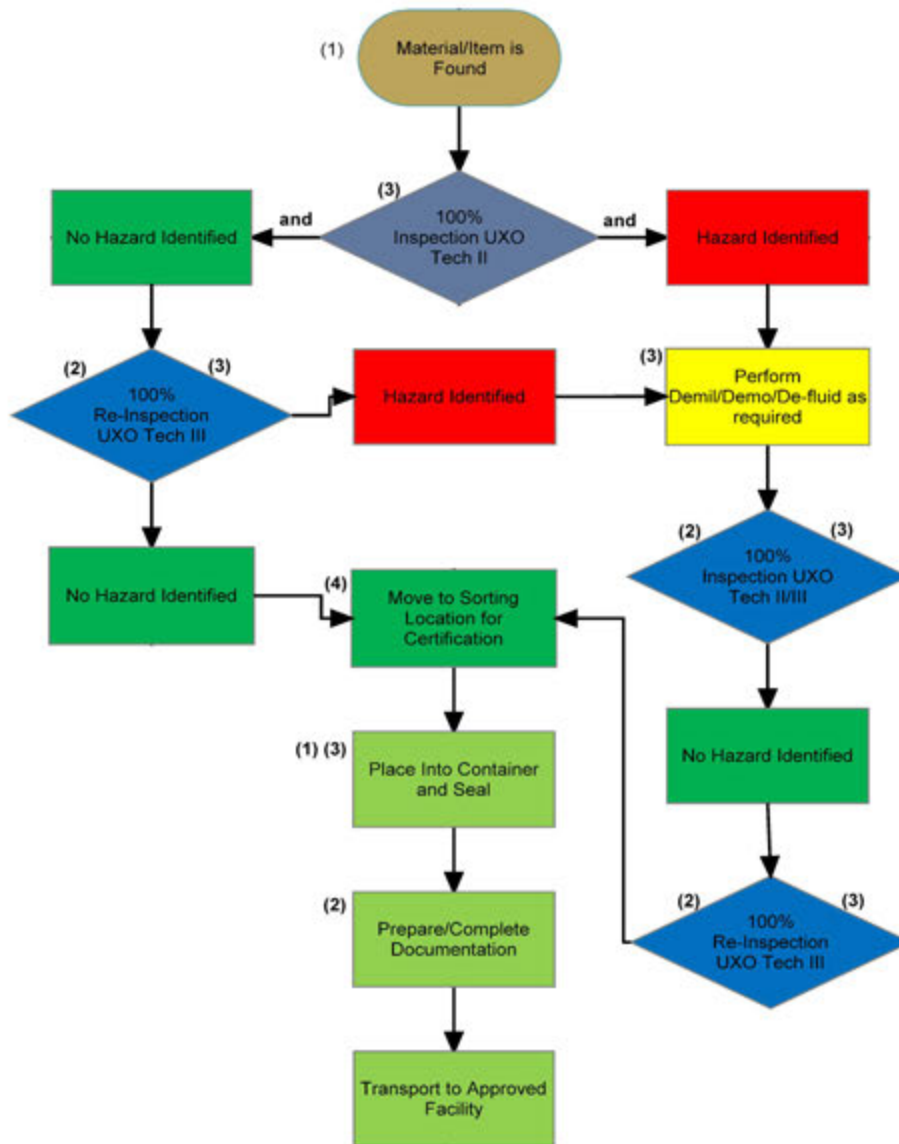 (1)
Material/Item is
Found
(3)
100%
Inspection UXO
Tech II
and
and
No Hazard Identified
Hazard Identified
(2)
(3)
100%
Re-Inspection
UXO Tech III
Hazard Identified
(3)
Perform
Demil/Demo/De-fluid as
required
(2)
(3)
100%
Inspection UXO
Tech II/III
No Hazard Identified
(4)
Move to Sorting
Location for
Certification
No Hazard Identified
(1) (3)
Place Into Container
and Seal
(2)
(3)
100%
Re-Inspection
UXO Tech III
(2)
Prepare/Complete
Documentation
Transport to Approved
Facility